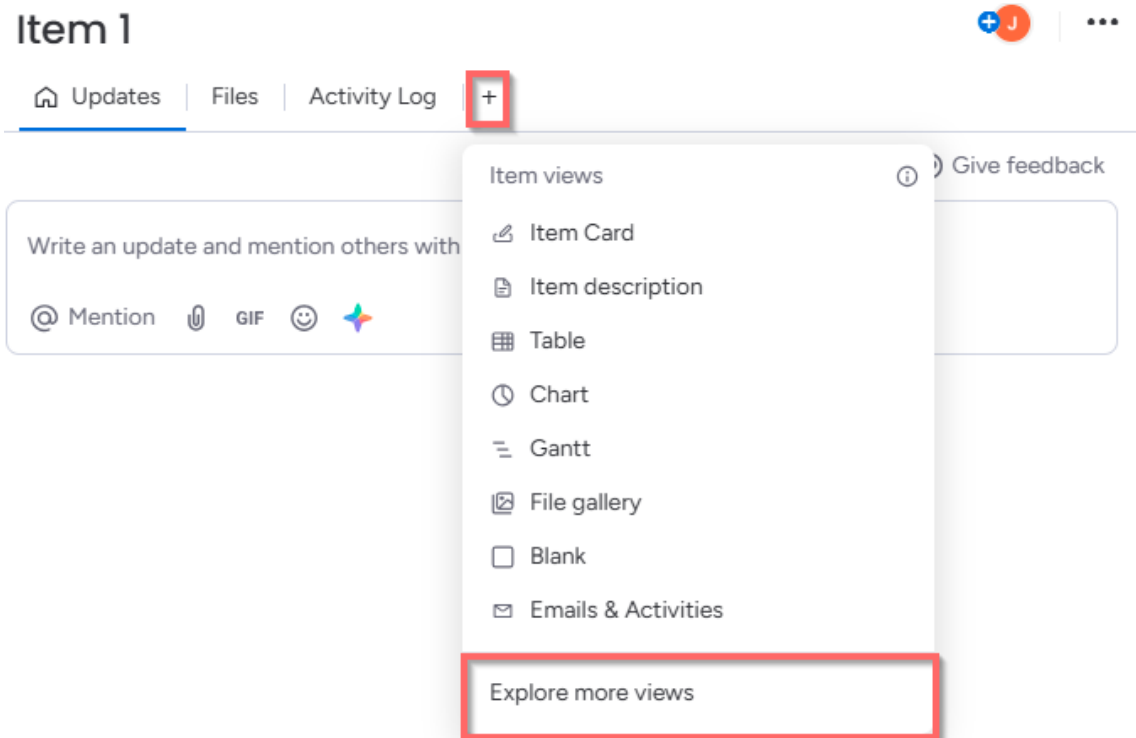 Item 1
J
Updates
Files
Activity Log
+
Give feedback
Write an update and mention others with
@ Mention
GIF
Item views
Item Card
Item description
Table
Chart
Gantt
File gallery
Blank
Emails & Activities
Explore more views